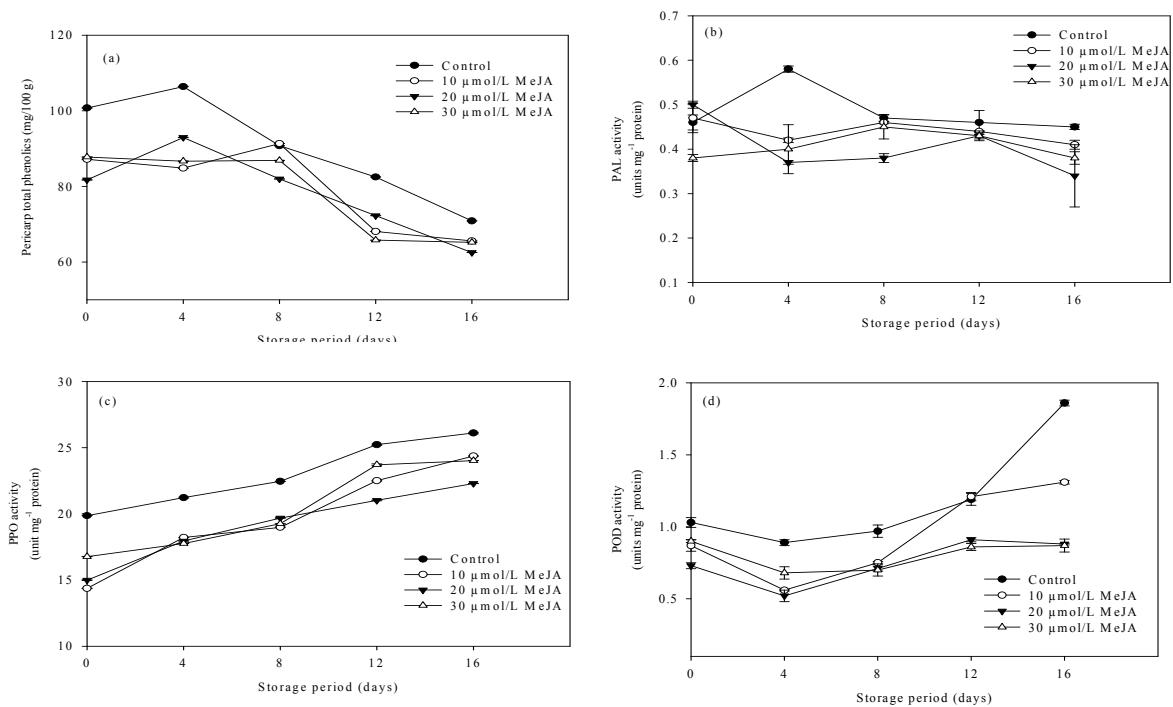 120
100
80
60
Pericarp total phenolics (mg/100 g)
(a)
Control
10 µmol/L MeJA
20 µmol/L MeJA
30 µmol/L MeJA
0 4 8 12 16
Storage period (days)
0.7
0.6
0.5
0.4
0.3
0.2
0.1
PAL activity
(units mg⁻¹ protein)
(b)
Control
10 µmol/L MeJA
20 µmol/L MeJA
30 µmol/L MeJA
0 4 8 12 16
Storage period (days)
30
25
20
15
10
PPO activity
(unit mg⁻¹ protein)
(c)
Control
10 µmol/L MeJA
20 µmol/L MeJA
30 µmol/L MeJA
0 4 8 12 16
Storage period (days)
2.0
1.5
1.0
0.5
POD activity
(units mg⁻¹ protein)
(d)
Control
10 µmol/L MeJA
20 µmol/L MeJA
30 µmol/L MeJA
0 4 8 12 16
Storage period (days)